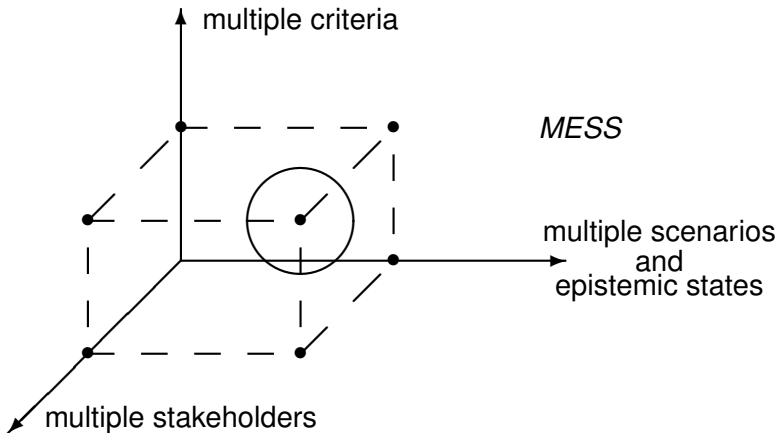 multiple criteria
MESS
multiple scenarios
and
epistemic states
multiple stakeholders